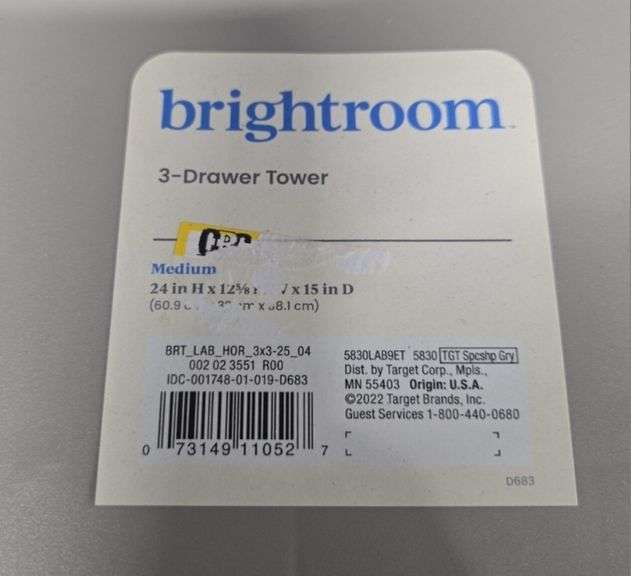 brightroom™
3-Drawer Tower
Medium
24 in H x 12⅝ x 15 in D
(60.9 x 38.1 cm)
BRT_LAB_HOR_3x3-25_04
002 02 3551 R00
IDC-001748-01-019-D683
0 73149 11052 7
5830LAB9ET 5830 TGT Spcshp Gry
Dist. by Target Corp., Mpls.,
MN 55403 Origin: U.S.A.
©2022 Target Brands, Inc.
Guest Services 1-800-440-0680
D683